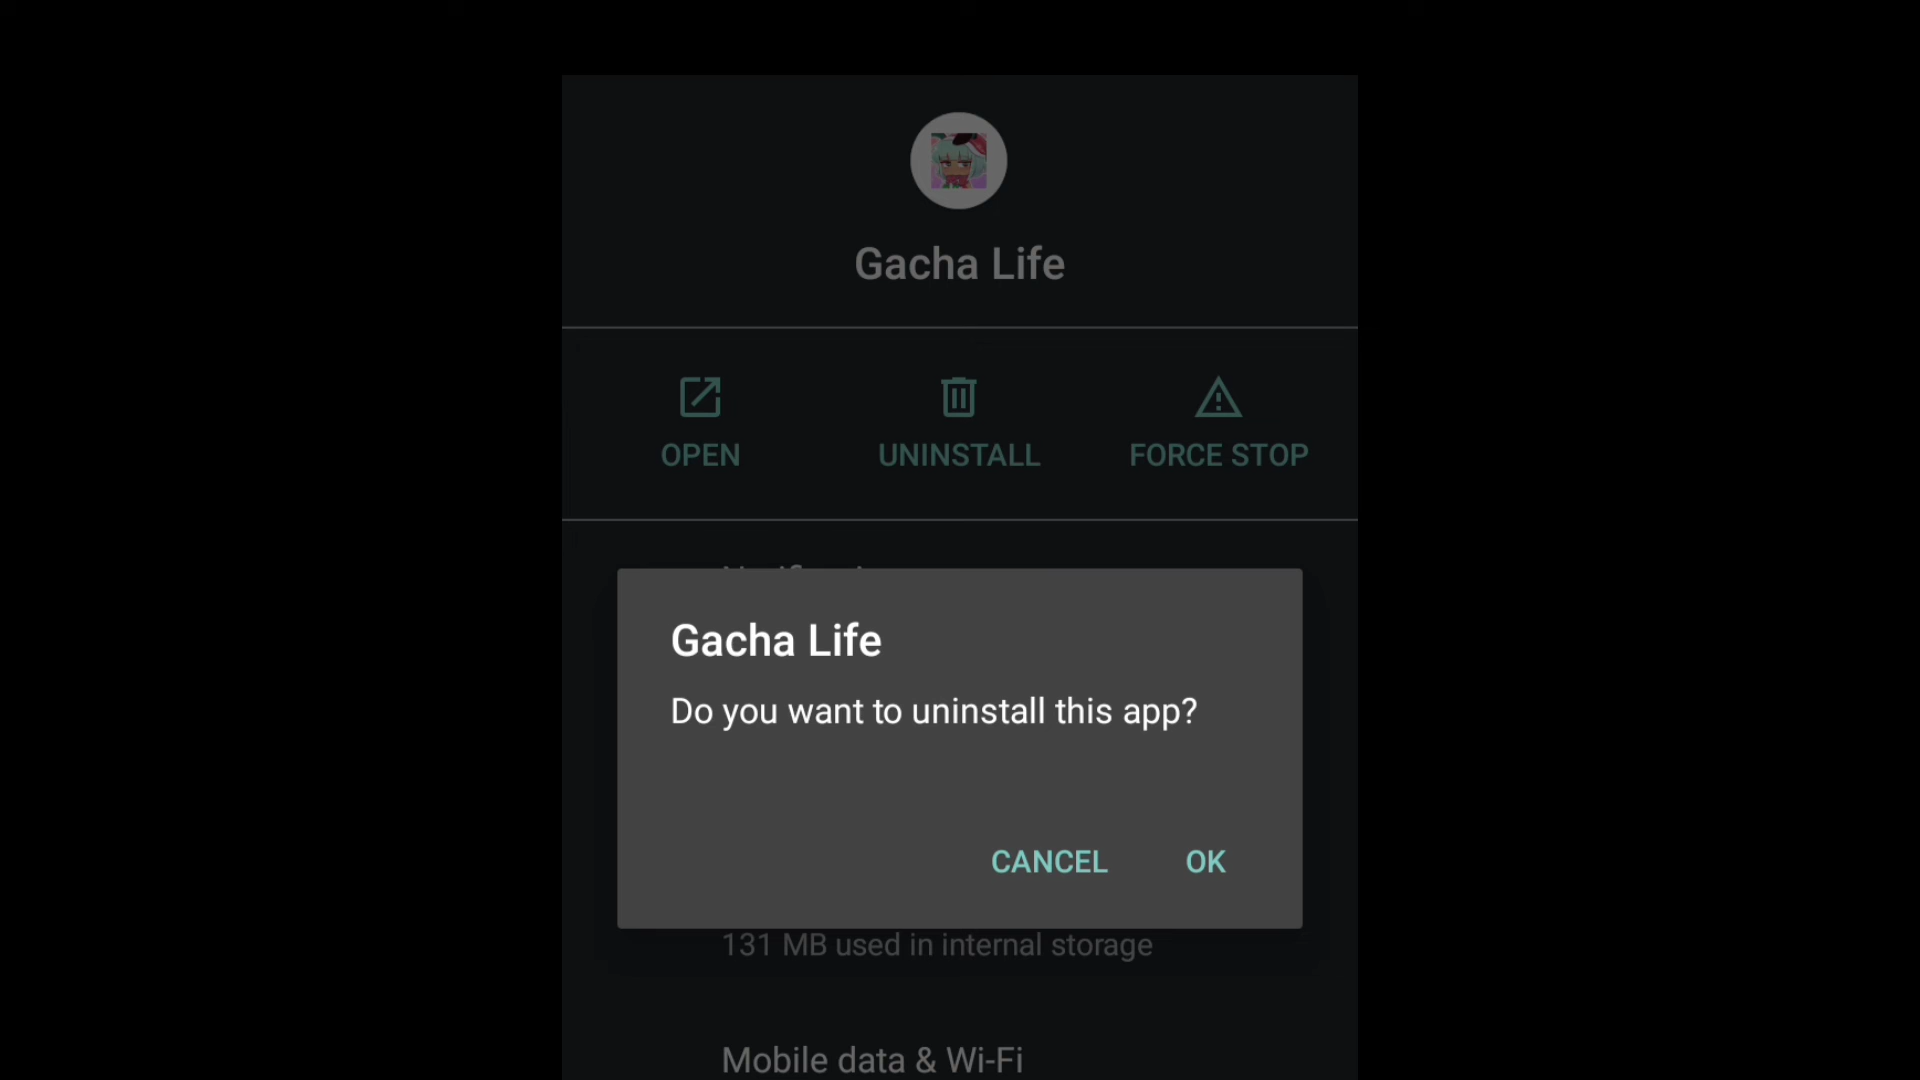 Gacha Life
OPEN UNINSTALL FORCE STOP
Gacha Life
Do you want to uninstall this app?
CANCEL OK
131 MB used in internal storage
Mobile data & Wi-Fi